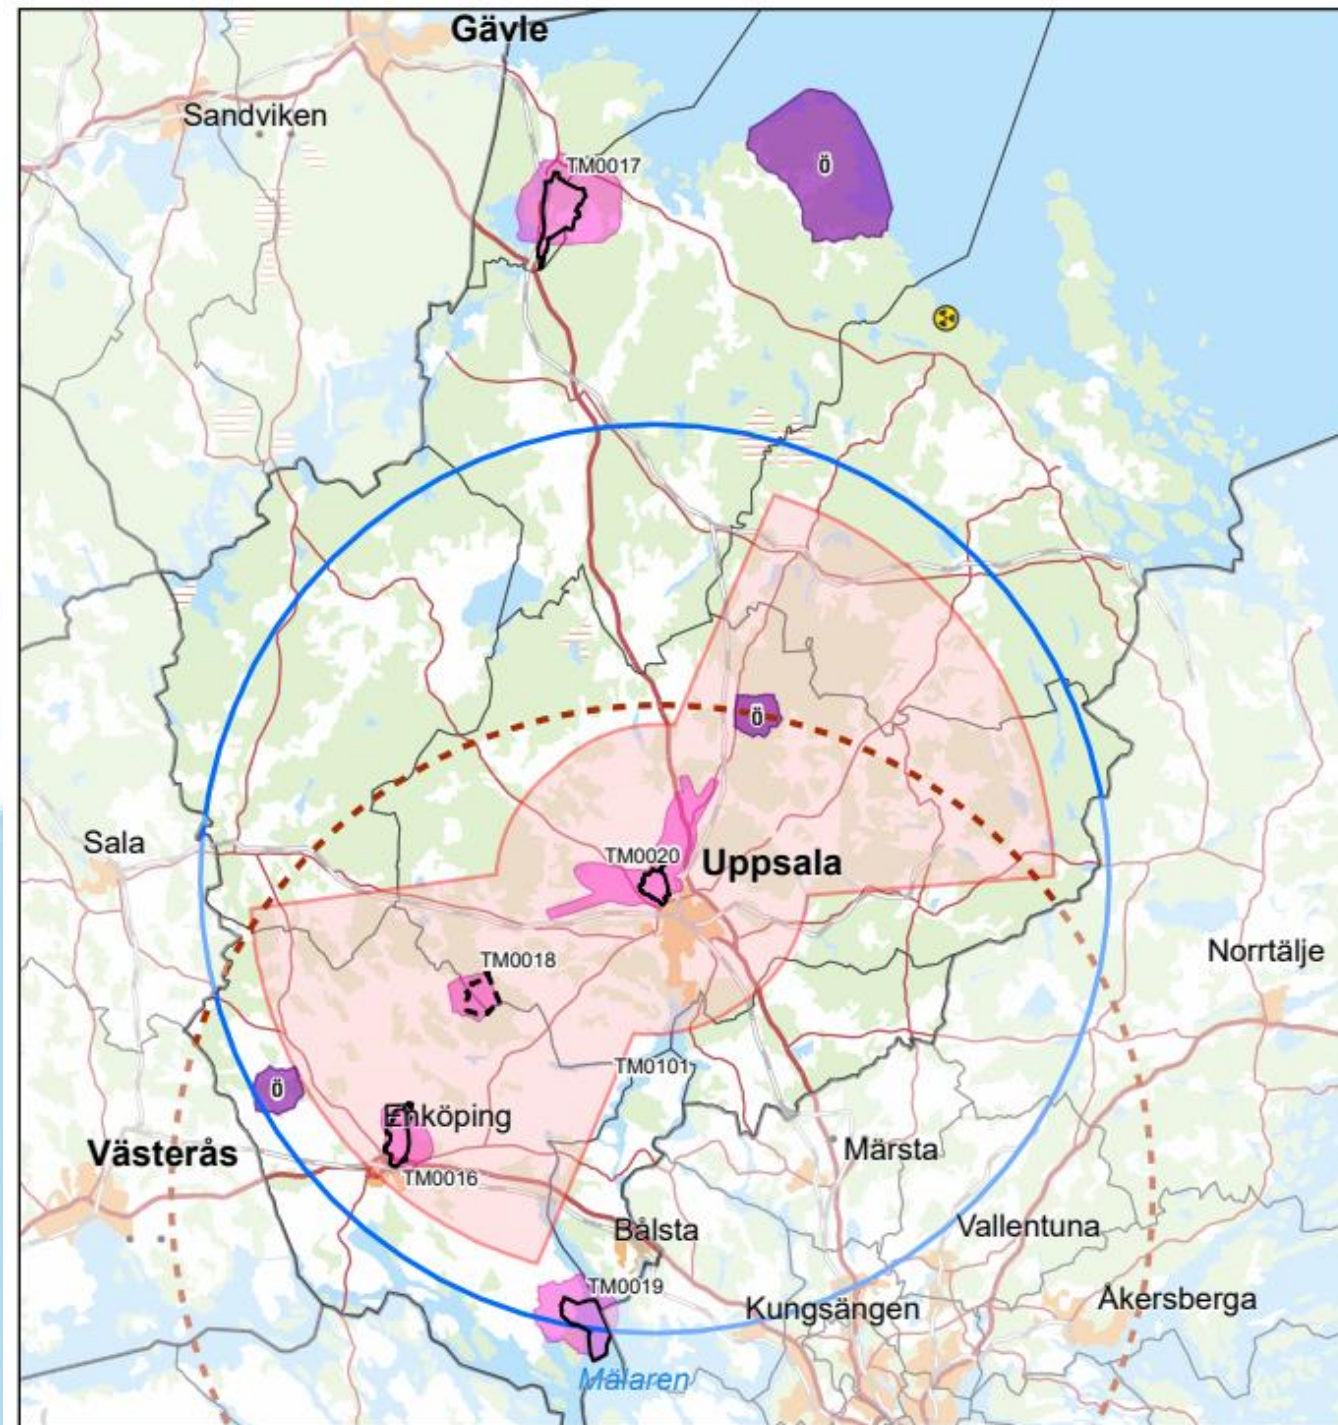 Gävle
Sandviken
TM0017
Ö
Ö
Sala
TM0020
Uppsala
Norrtälje
TM0018
TM0101
Ö
Enköping
Västerås
Märsta
TM0016
Bålsta
Vallentuna
TM0019
Kungsängen
Åkersberga
Mälaren